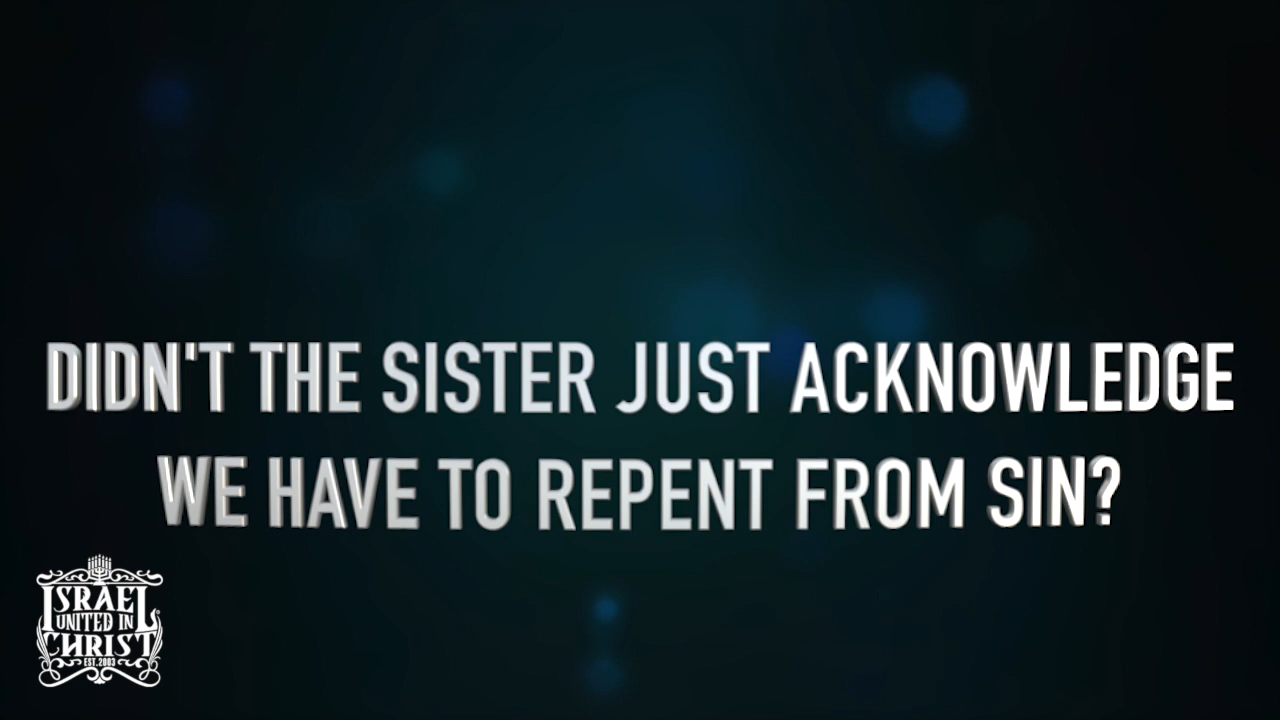 DIDN'T THE SISTER JUST ACKNOWLEDGE
WE HAVE TO REPENT FROM SIN?
ISRAEL
UNITED IN
CHRIST
EST. 2003